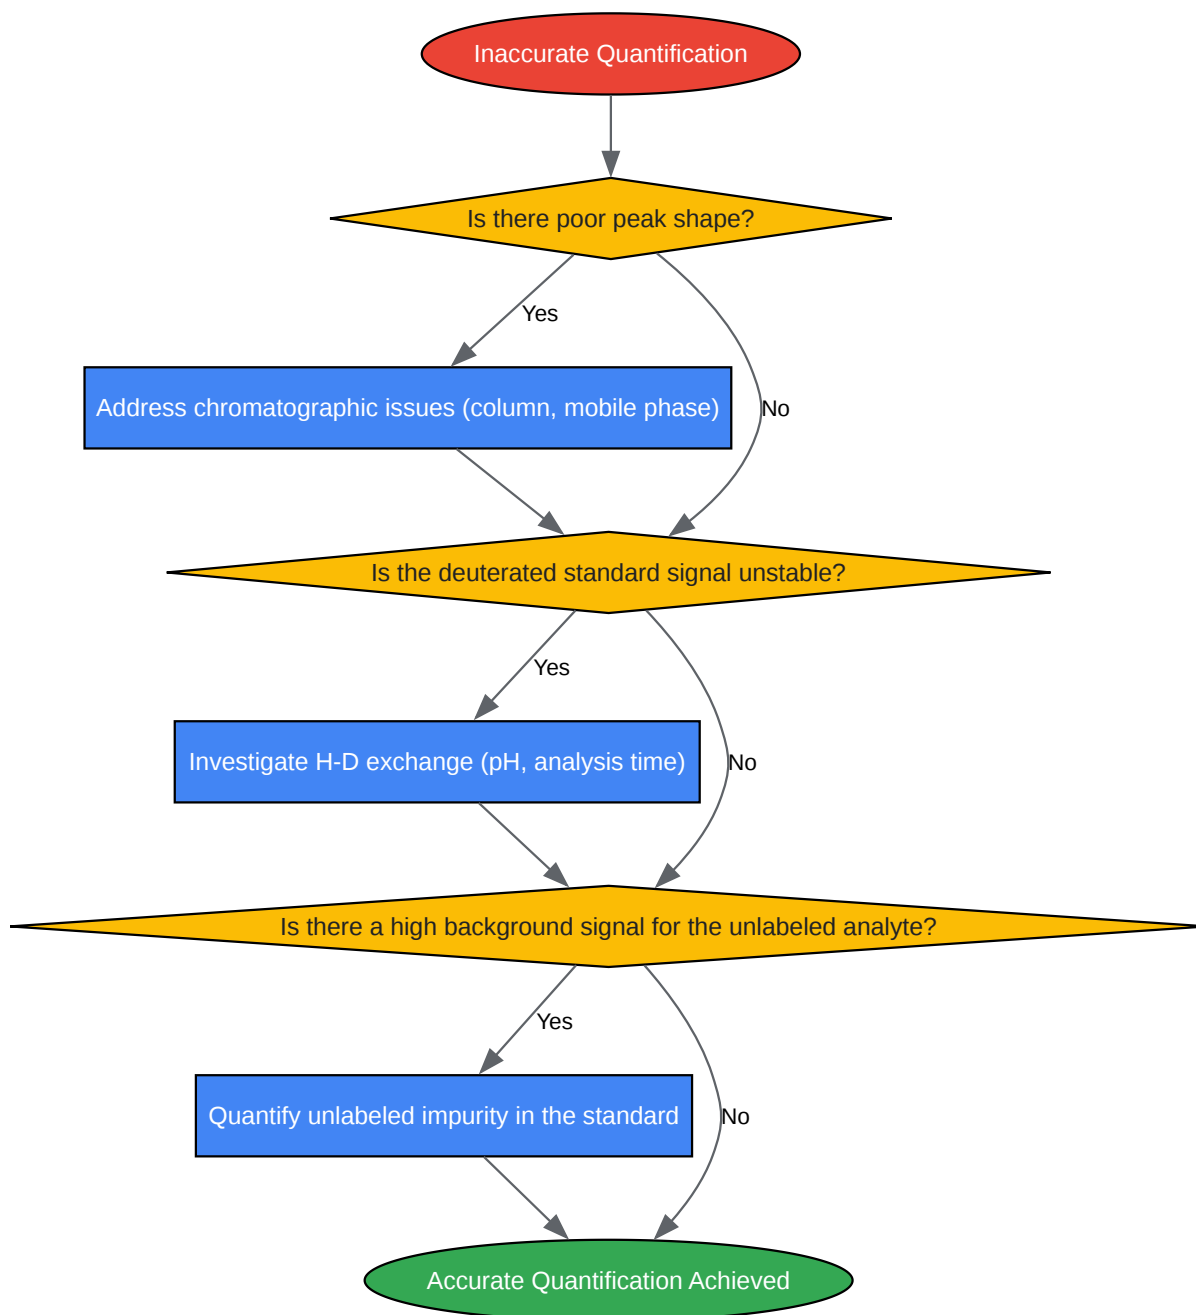 Inaccurate Quantification
Is there poor peak shape?
Yes
Address chromatographic issues (column, mobile phase)
No
Is the deuterated standard signal unstable?
Yes
Investigate H-D exchange (pH, analysis time)
No
Is there a high background signal for the unlabeled analyte?
Yes
Quantify unlabeled impurity in the standard
No
Accurate Quantification Achieved